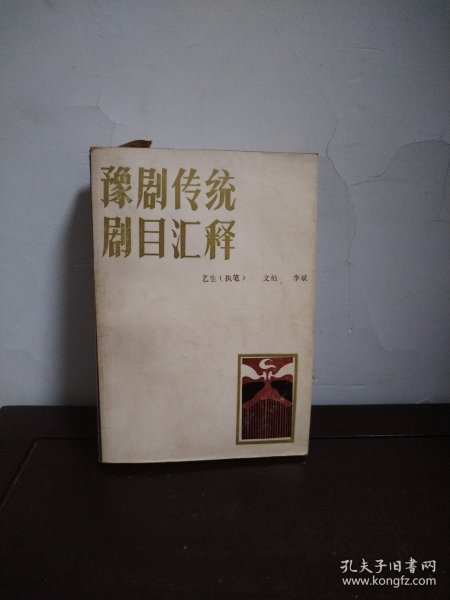 豫剧传统
剧目汇释
艺生(执笔) 文灿 李斌
孔夫子旧书网
www.kongfz.com